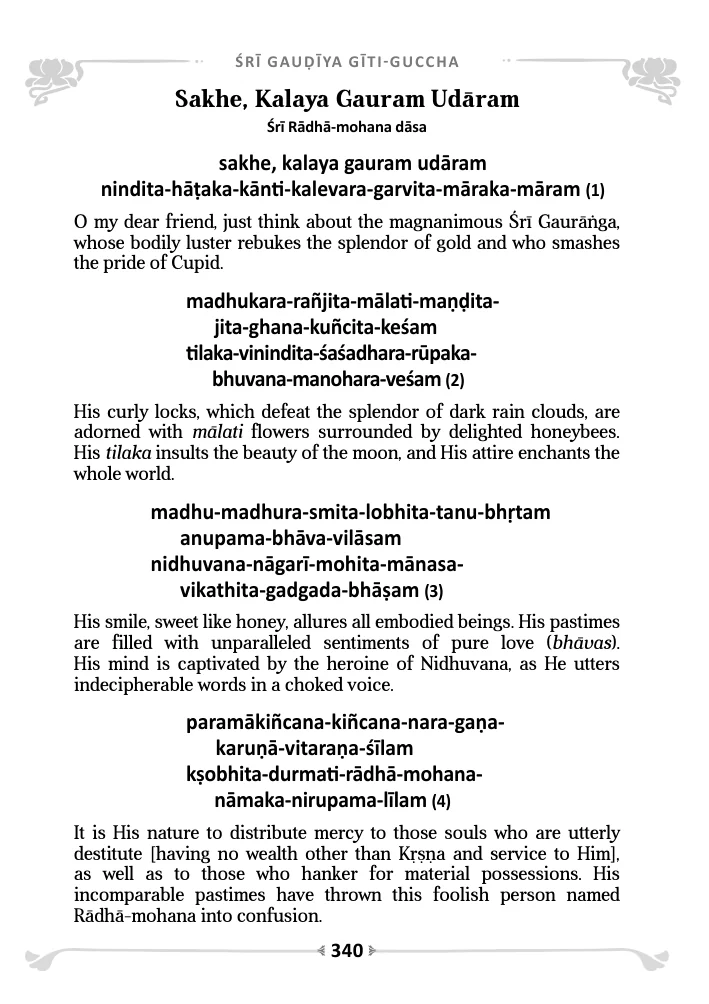 ŚRĪ GAUḌĪYA GĪTI-GUCCHA
Sakhe, Kalaya Gauram Udāram
Śrī Rādhā-mohana dāsa
sakhe, kalaya gauram udāram
nindita-hāṭaka-kānti-kalevara-garvita-māraka-māram (1)
O my dear friend, just think about the magnanimous Śrī Gaurāṅga,
whose bodily luster rebukes the splendor of gold and who smashes
the pride of Cupid.
madhukara-rañjita-mālati-maṇḍita-
jita-ghana-kuñcita-keśam
tilaka-vinindita-śaśadhara-rūpaka-
bhuvana-manohara-veśam (2)
His curly locks, which defeat the splendor of dark rain clouds, are
adorned with mālati flowers surrounded by delighted honeybees.
His tilaka insults the beauty of the moon, and His attire enchants the
whole world.
madhu-madhura-smita-lobhita-tanu-bhṛtam
anupama-bhāva-vilāsam
nidhuvana-nāgarī-mohita-mānasa-
vikathita-gadgada-bhāṣam (3)
His smile, sweet like honey, allures all embodied beings. His pastimes
are filled with unparalleled sentiments of pure love (bhāvas).
His mind is captivated by the heroine of Nidhuvana, as He utters
indecipherable words in a choked voice.
paramākiñcana-kiñcana-nara-gaṇa-
karuṇā-vitaraṇa-śīlam
kṣobhita-durmati-rādhā-mohana-
nāmaka-nirupama-līlam (4)
It is His nature to distribute mercy to those souls who are utterly
destitute [having no wealth other than Kṛṣṇa and service to Him],
as well as to those who hanker for material possessions. His
incomparable pastimes have thrown this foolish person named
Rādhā-mohana into confusion.
340